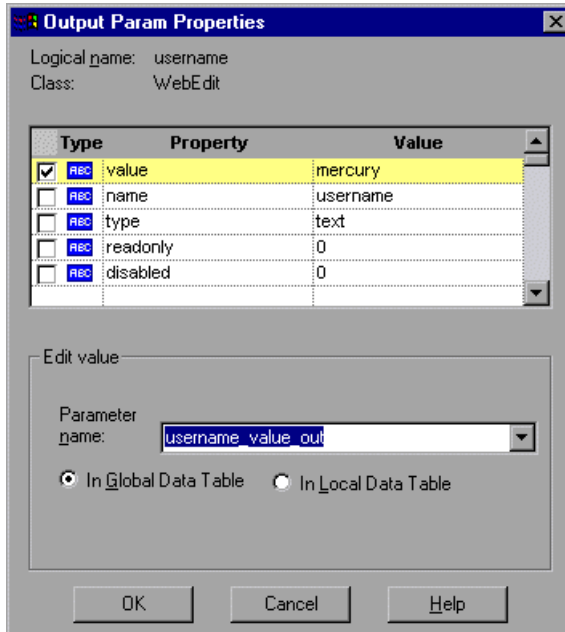 Output Param Properties
Logical name: username
Class: WebEdit
Type Property Value
ABC value mercury
ABC name username
ABC type text
ABC readonly 0
ABC disabled 0
Edit value
Parameter
name: username_value_out
In Global Data Table In Local Data Table
OK Cancel Help